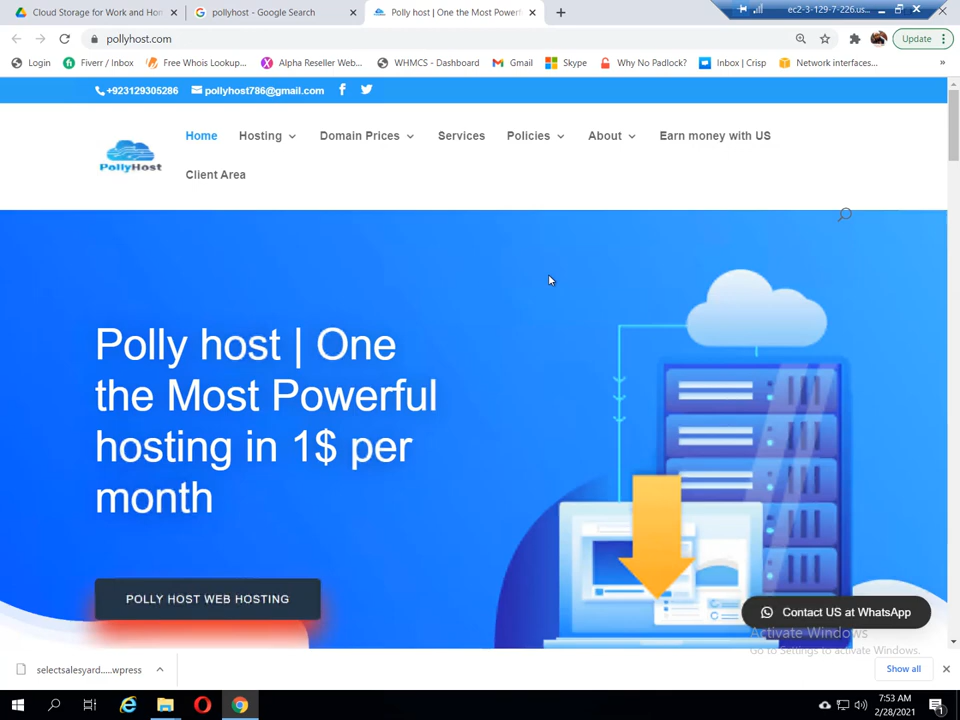 Cloud Storage for Work and Hom
pollyhost - Google Search
Polly host | One the Most Powerf
ec2-3-129-7-226.us...
pollyhost.com
Update
Login
Fiverr / Inbox
Free Whois Lookup...
Alpha Reseller Web...
WHMCS - Dashboard
Gmail
Skype
Why No Padlock?
Inbox | Crisp
Network interfaces...
»
+923129305286
pollyhost786@gmail.com
PollyHost
Home
Hosting
Domain Prices
Services
Policies
About
Earn money with US
Client Area
Polly host | One
the Most Powerful
hosting in 1$ per
month
POLLY HOST WEB HOSTING
Contact US at WhatsApp
Activate Windows
Go to Settings to activate Windows.
selectsalesyard.....wpress
Show all
7:53 AM
2/28/2021
1